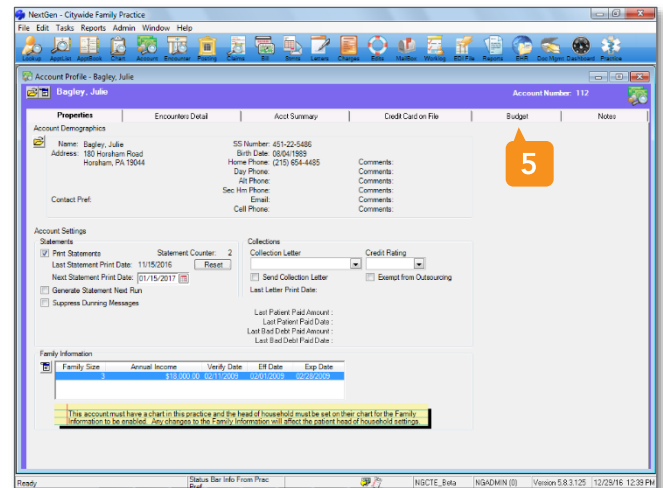 NextGen - Citywide Family Practice
File Edit Tasks Reports Admin Window Help
Lookup ApptList ApptBook Chart Account Encounter Posting Claims Bill Stmts Letters Charges Edits MailBox Worklog EDI File Reports EHR Doc Mgmt Dashboard Practice
Account Profile - Bagley, Julie
Bagley, Julie Account Number: 112
Properties Encounters Detail Acct Summary Credit Card on File Budget Notes
5
Account Demographics
Name: Bagley, Julie SS Number: 451-22-5486
Address: 180 Horsham Road Birth Date: 08/04/1989
Horsham, PA 19044 Home Phone: (215) 654-4485 Comments:
Day Phone: Comments:
Alt Phone: Comments:
Sec Hm Phone: Comments:
Contact Pref: Email: Comments:
Cell Phone: Comments:
Account Settings
Statements Collections
Print Statements Statement Counter: 2 Collection Letter Credit Rating
Last Statement Print Date: 11/15/2016 Reset
Next Statement Print Date: 01/15/2017 Send Collection Letter Exempt from Outsourcing
Generate Statement Next Run Last Letter Print Date:
Suppress Dunning Messages
Last Patient Paid Amount :
Last Patient Paid Date :
Last Bad Debt Paid Amount :
Last Bad Debt Paid Date :
Family Information
Family Size Annual Income Verify Date Eff Date Exp Date
3 $18,000.00 02/11/2009 02/01/2009 02/28/2009
This account must have a chart in this practice and the head of household must be set on their chart for the Family
Information to be enabled. Any changes to the Family Information will affect the patient head of household settings.
Ready Status Bar Info From Prac Pref NGCTE_Beta NGADMIN (0) Version 5.8.3.125 12/29/16 12:39 PM